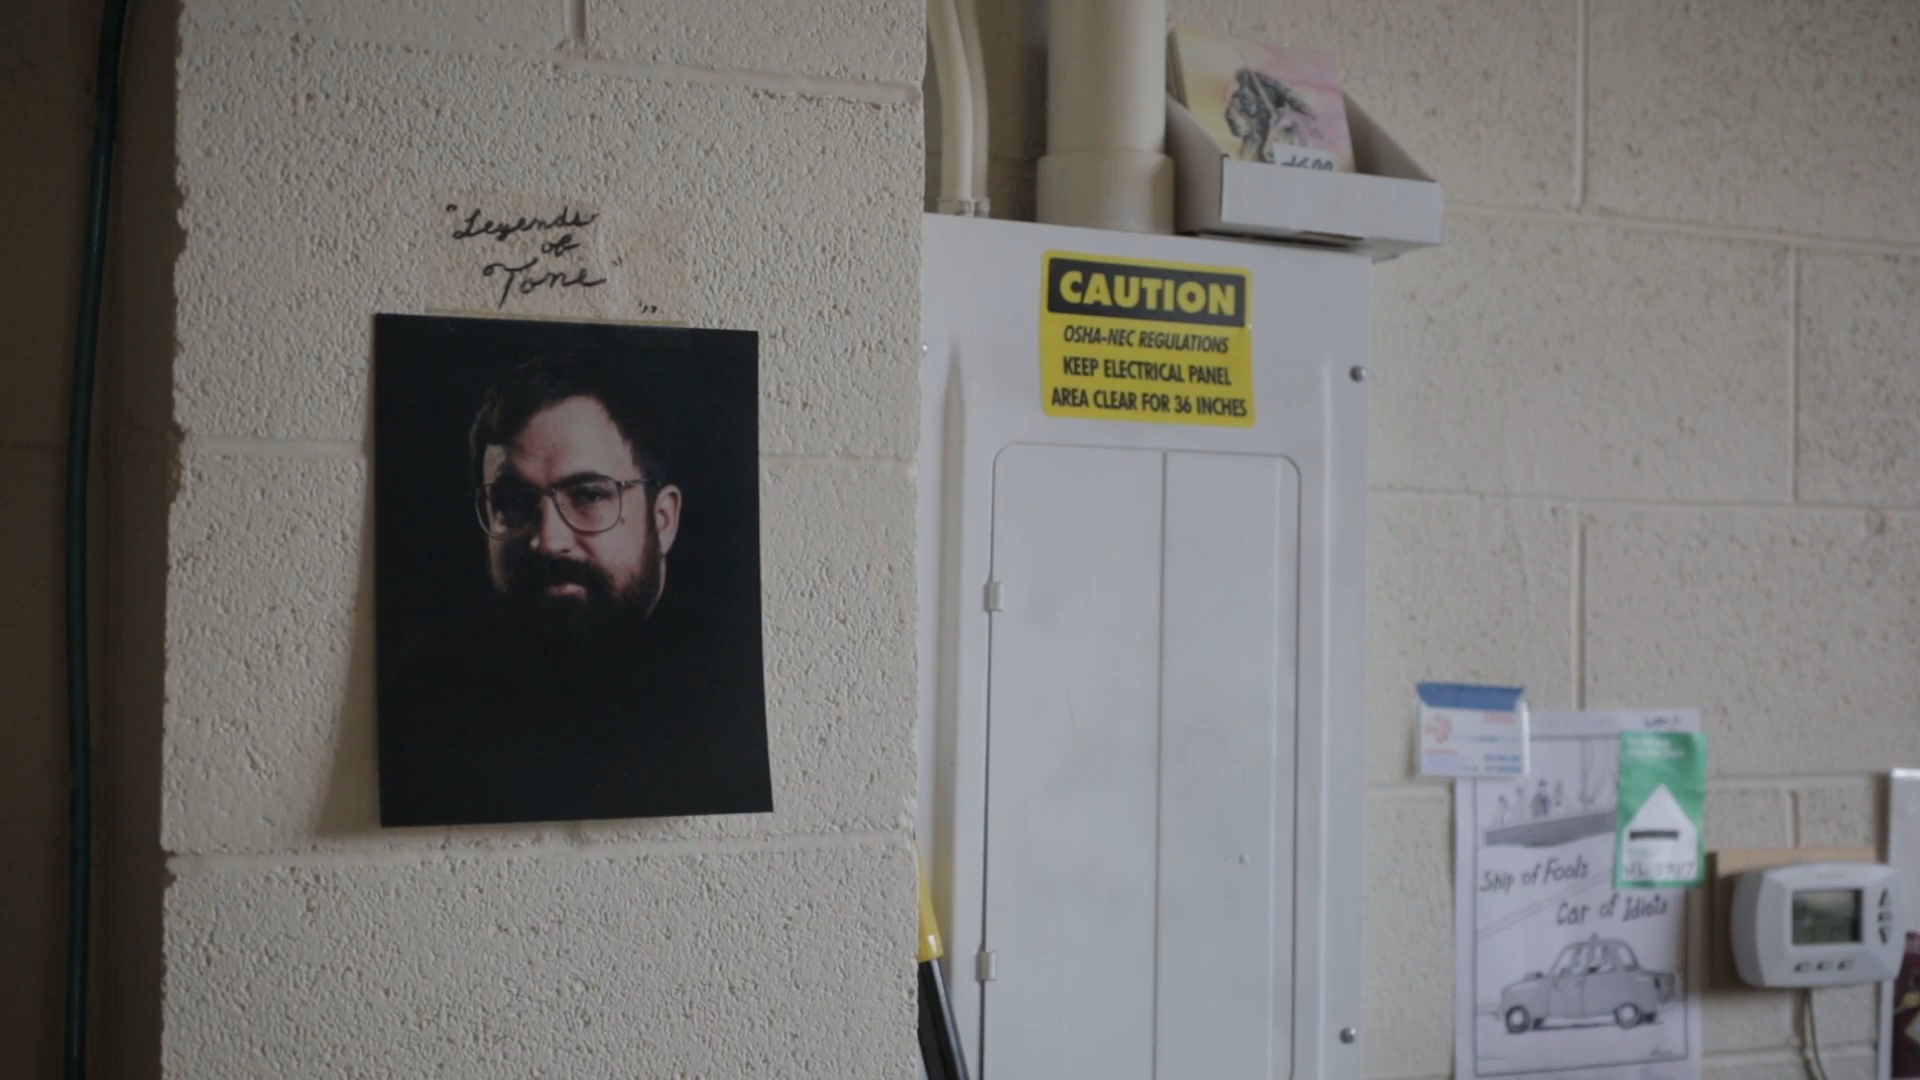 "Legends
of
Tone"
"
CAUTION
OSHA-NEC REGULATIONS
KEEP ELECTRICAL PANEL
AREA CLEAR FOR 36 INCHES
Ship of Fools
Car of Idiots